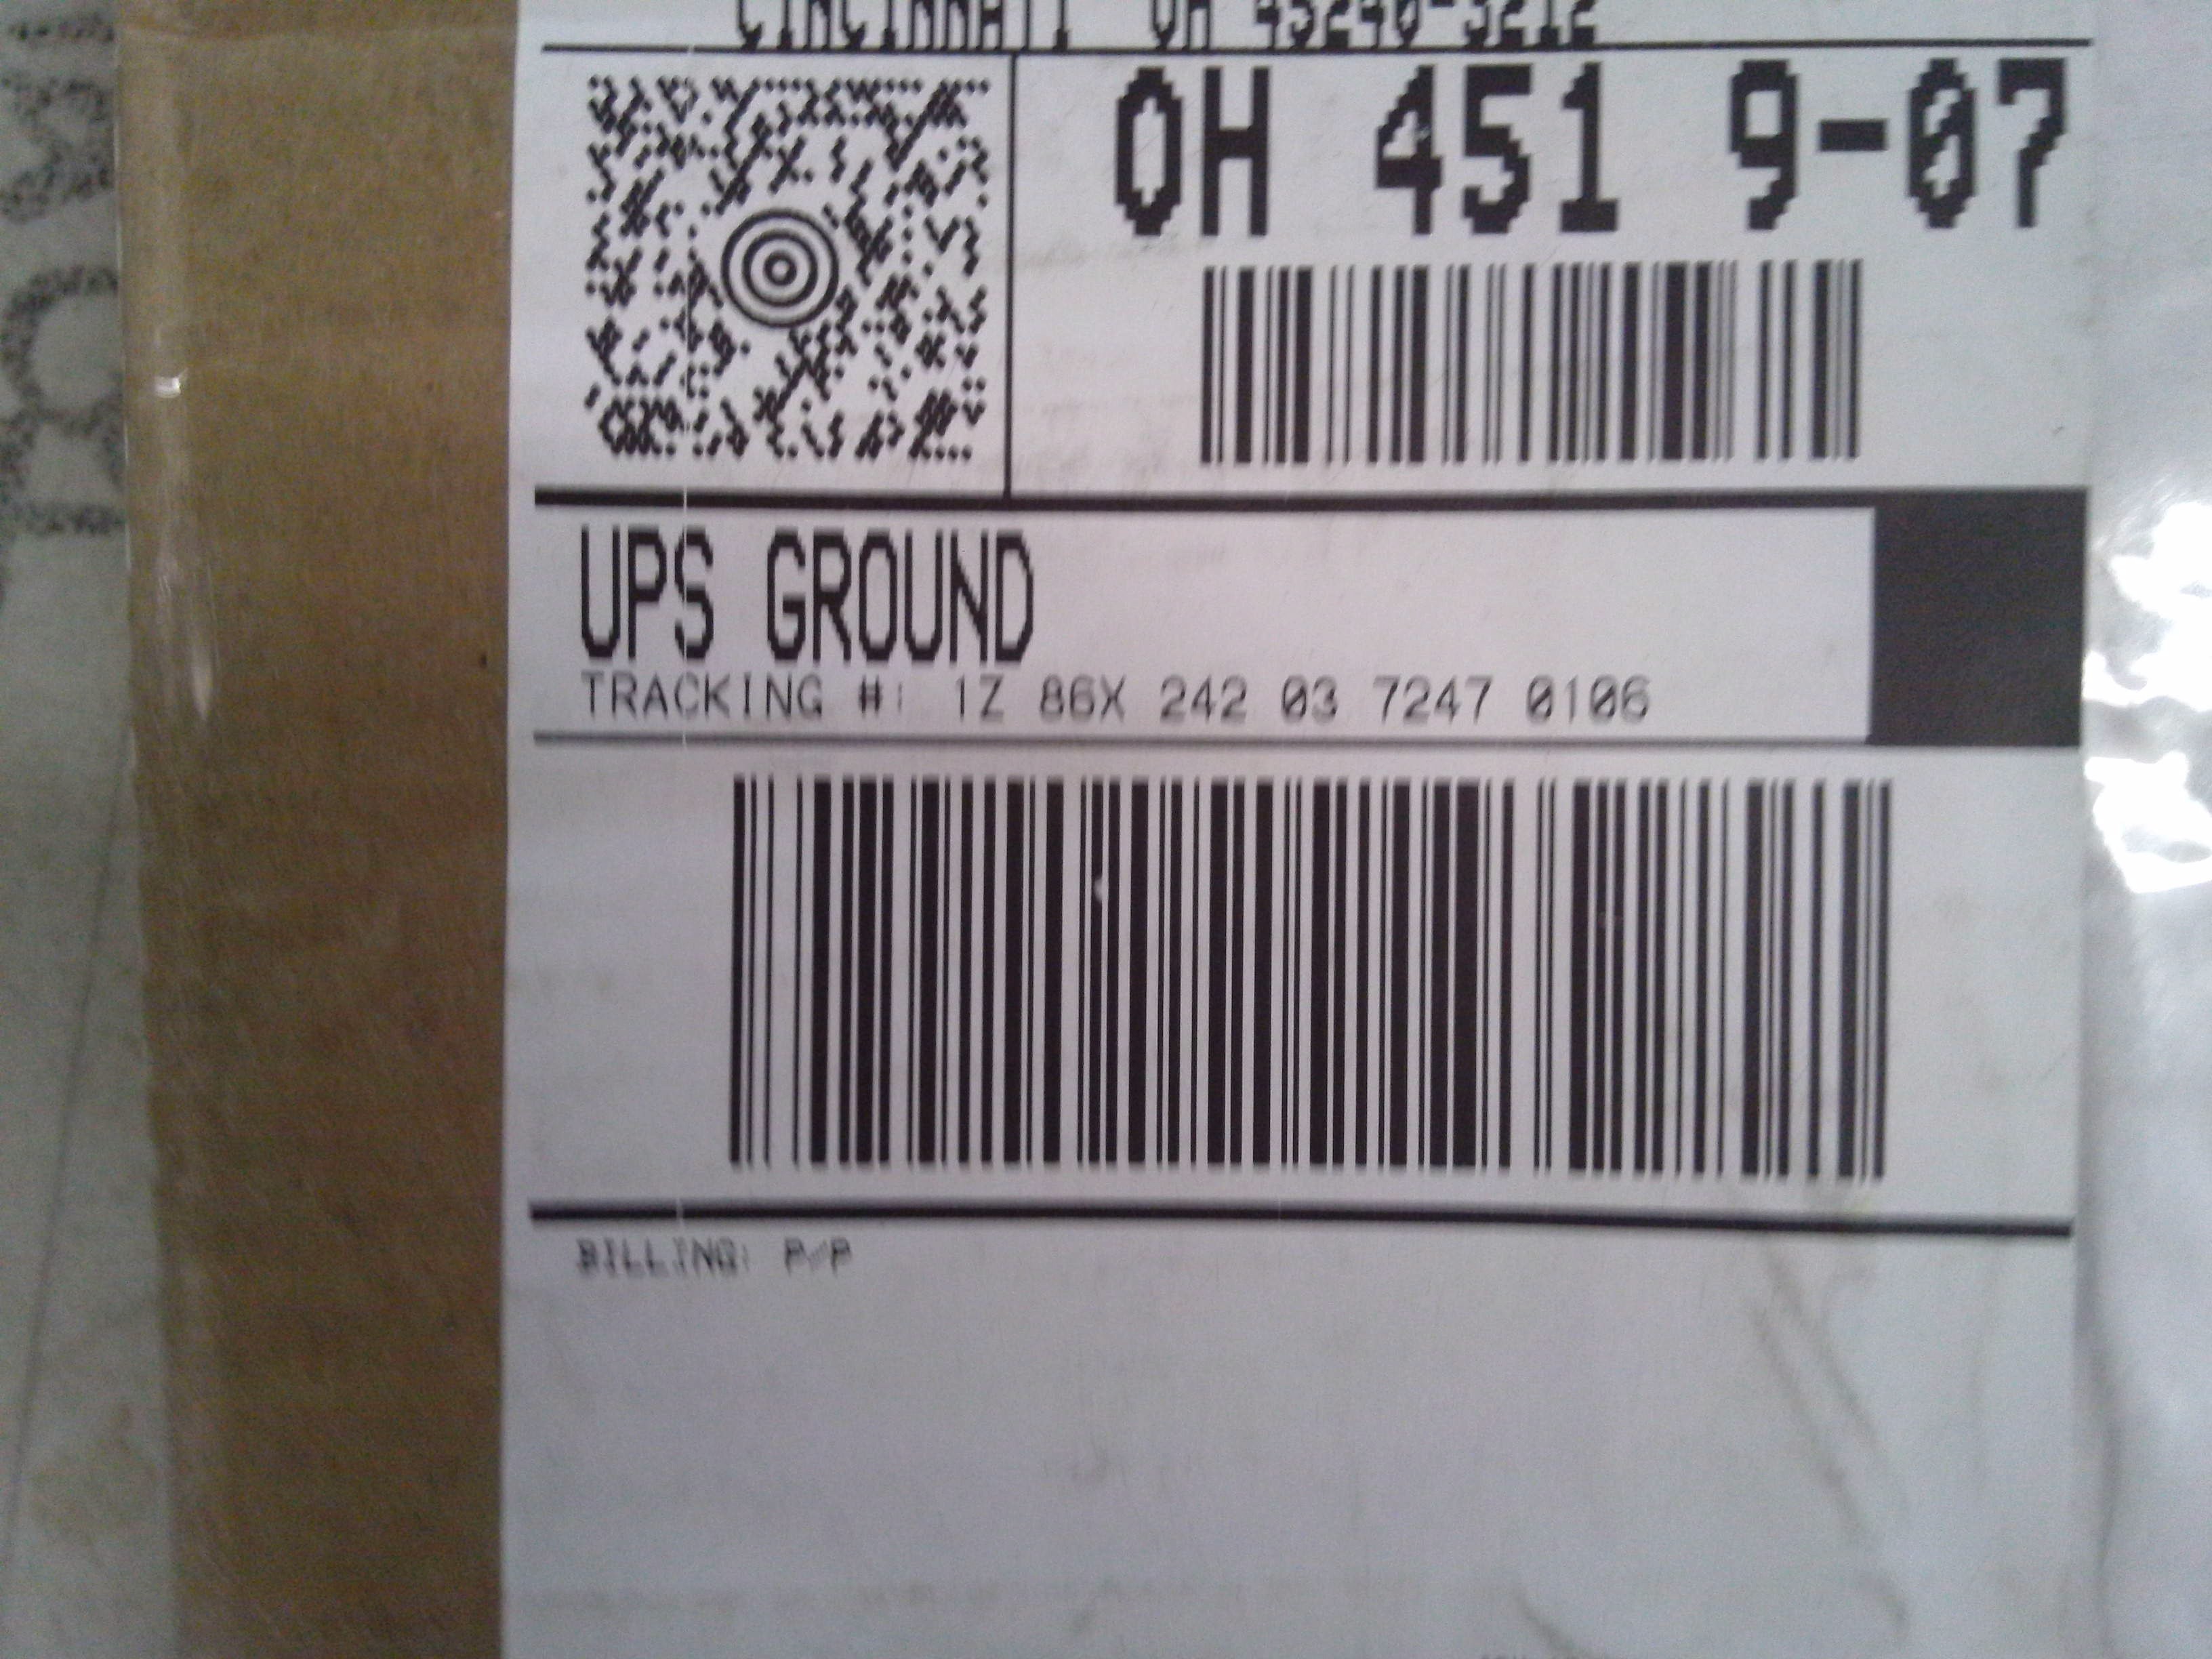 CINCINNATI OH 45240-3212
OH 451 9-07
UPS GROUND
TRACKING #: 1Z 86X 242 03 7247 0106
BILLING: P/P